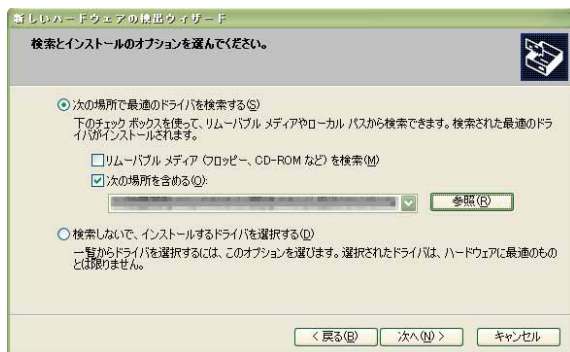 新しいハードウェアの検出ウィザード
検索とインストールのオプションを選んでください。
次の場所で最適のドライバを検索する(S)
下のチェック ボックスを使って、リムーバブル メディアやローカル パスから検索できます。検索された最適のドラ
イバがインストールされます。
リムーバブル メディア (フロッピー、CD-ROM など) を検索(M)
次の場所を含める(O):
参照(R)
検索しないで、インストールするドライバを選択する(D)
一覧からドライバを選択するには、このオプションを選びます。選択されたドライバは、ハードウェアに最適のもの
とは限りません。
< 戻る(B) 次へ(N) > キャンセル